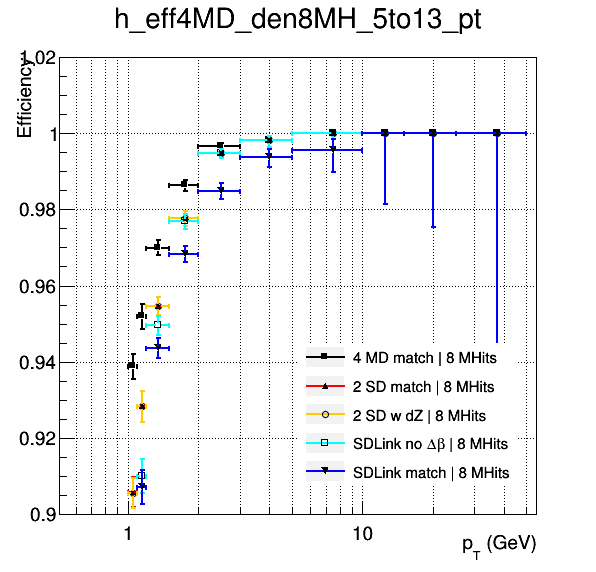 h_eff4MD_den8MH_5to13_pt
Efficiency
1.02
1
0.98
0.96
0.94
0.92
0.9
4 MD match | 8 MHits
2 SD match | 8 MHits
2 SD w dZ | 8 MHits
SDLink no Δβ | 8 MHits
SDLink match | 8 MHits
1
10
p_T (GeV)